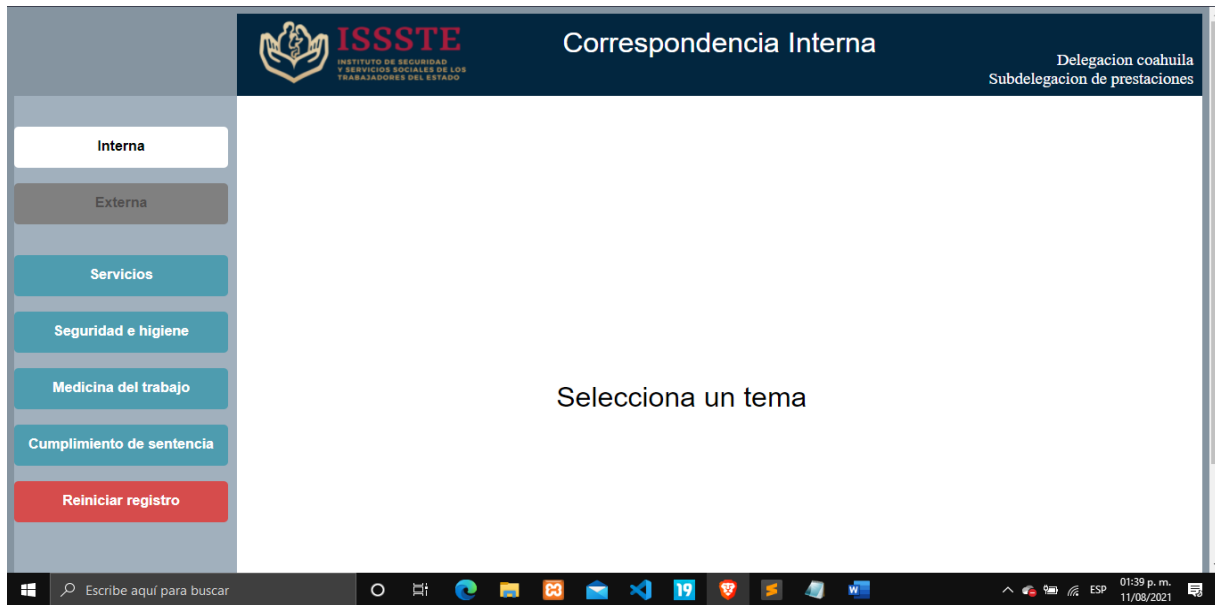 ISSSTE
INSTITUTO DE SEGURIDAD
Y SERVICIOS SOCIALES DE LOS
TRABAJADORES DEL ESTADO
Correspondencia Interna
Delegacion coahuila
Subdelegacion de prestaciones
Interna
Externa
Servicios
Seguridad e higiene
Medicina del trabajo
Cumplimiento de sentencia
Reiniciar registro
Selecciona un tema
Escribe aquí para buscar
19
W
ESP
01:39 p. m.
11/08/2021